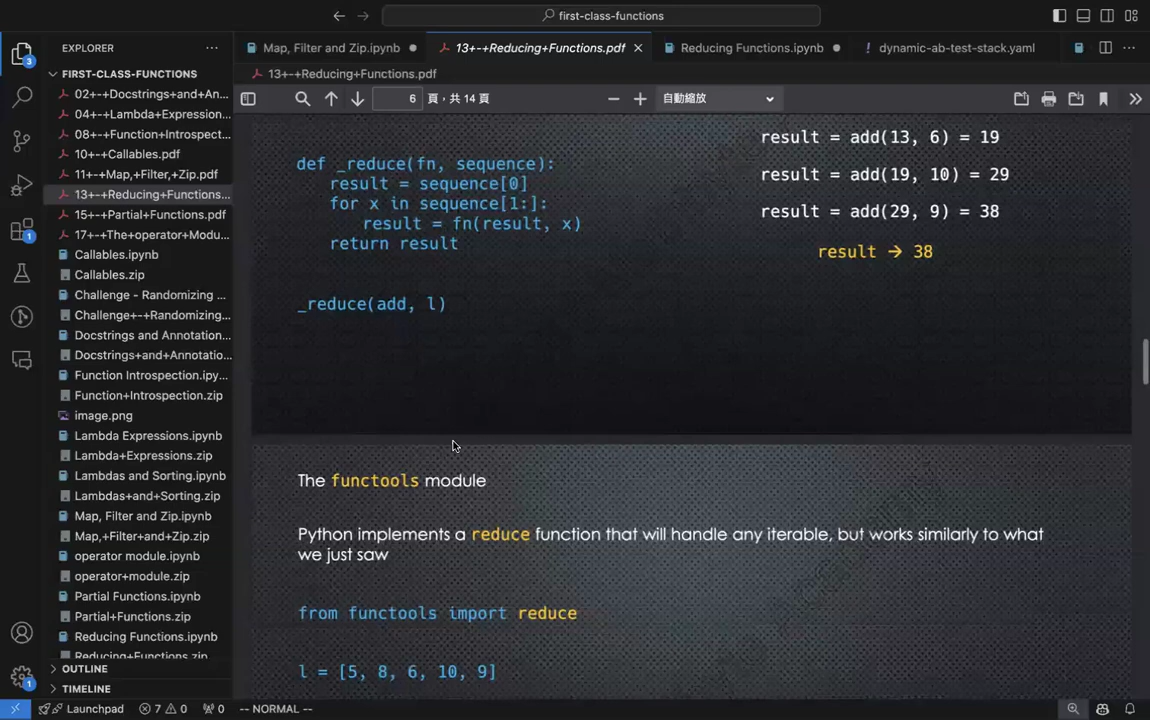 first-class-functions
EXPLORER
Map, Filter and Zip.ipynb
13+-+Reducing+Functions.pdf
Reducing Functions.ipynb
dynamic-ab-test-stack.yaml
3
FIRST-CLASS-FUNCTIONS
02+-+Docstrings+and+An...
04+-+Lambda+Expression...
08+-+Function+Introspect...
10+-+Callables.pdf
11+-+Map,+Filter,+Zip.pdf
13+-+Reducing+Functions...
15+-+Partial+Functions.pdf
17+-+The+operator+Modu...
1
Callables.ipynb
Callables.zip
Challenge - Randomizing ...
Challenge+-+Randomizing...
Docstrings and Annotation...
Docstrings+and+Annotatio...
Function Introspection.ipy...
Function+Introspection.zip
image.png
Lambda Expressions.ipynb
Lambda+Expressions.zip
Lambdas and Sorting.ipynb
Lambdas+and+Sorting.zip
Map, Filter and Zip.ipynb
Map,+Filter+and+Zip.zip
operator module.ipynb
operator+module.zip
Partial Functions.ipynb
Partial+Functions.zip
Reducing Functions.ipynb
Reducing+Functions.zip
OUTLINE
TIMELINE
1
13+-+Reducing+Functions.pdf
6 頁，共 14 頁
自動縮放
def _reduce(fn, sequence):
result = sequence[0]
for x in sequence[1:]:
result = fn(result, x)
return result
_reduce(add, l)
result = add(13, 6) = 19
result = add(19, 10) = 29
result = add(29, 9) = 38
result → 38
The functools module
Python implements a reduce function that will handle any iterable, but works similarly to what
we just saw
from functools import reduce
l = [5, 8, 6, 10, 9]
Launchpad 7 0 0 -- NORMAL --